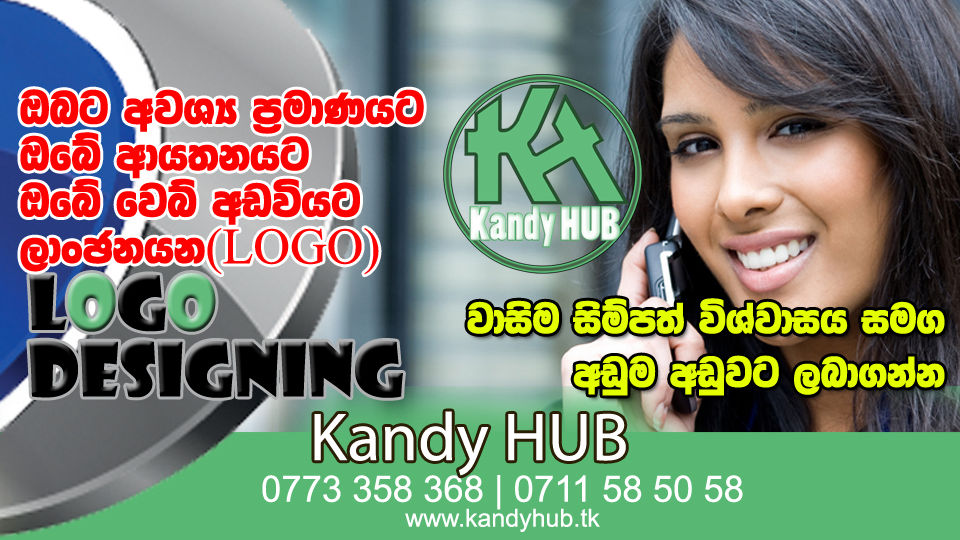 ඔබට අවශ්‍ය ප්‍රමාණයට
ඔබේ ආයතනයට
ඔබේ වෙබ් අඩවියට
ලාංඡනයන(LOGO)
LOGO
DESIGNING
KA
Kandy HUB
වාසිම සිම්පත් විශ්වාසය සමග
අඩුම අඩුවට ලබාගන්න
Kandy HUB
0773 358 368 | 0711 58 50 58
www.kandyhub.tk